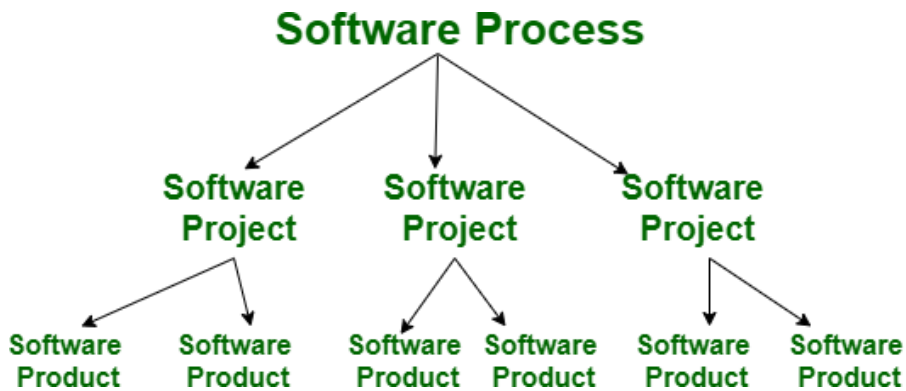 Software Process
Software Software Software
Project Project Project
Software Software Software Software Software Software
Product Product Product Product Product Product